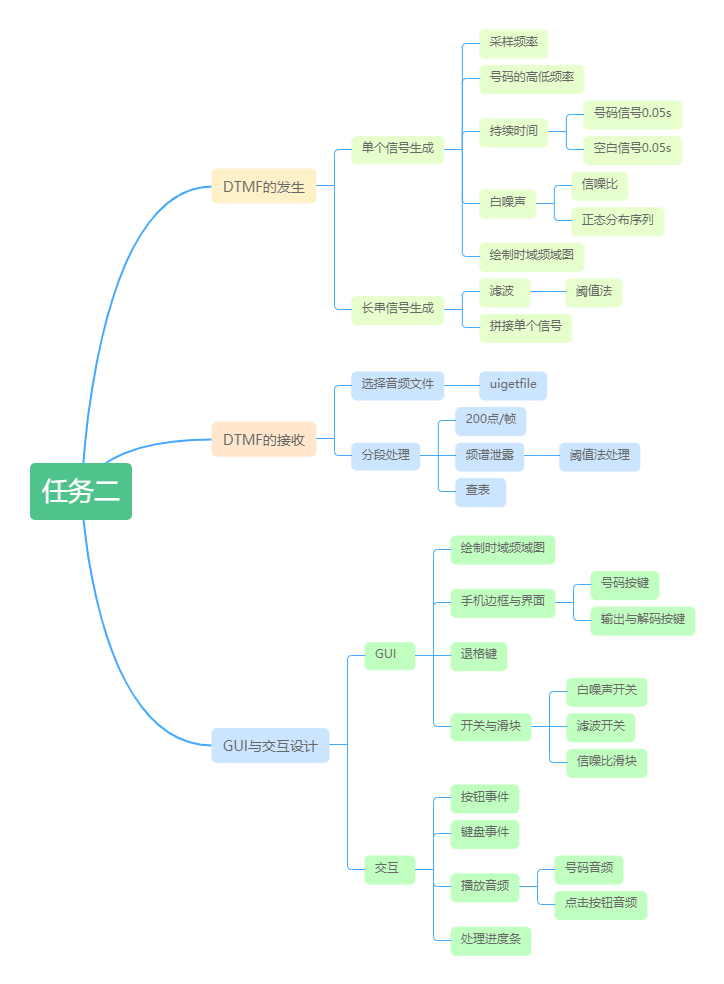 任务二
DTMF的发生
单个信号生成
采样频率
号码的高低频率
持续时间
号码信号0.05s
空白信号0.05s
白噪声
信噪比
正态分布序列
绘制时域频域图
长串信号生成
滤波
阈值法
拼接单个信号
DTMF的接收
选择音频文件
uigetfile
分段处理
200点/帧
频谱泄露
阈值法处理
查表
GUI与交互设计
GUI
绘制时域频域图
手机边框与界面
号码按键
输出与解码按键
退格键
开关与滑块
白噪声开关
滤波开关
信噪比滑块
交互
按钮事件
键盘事件
播放音频
号码音频
点击按钮音频
处理进度条